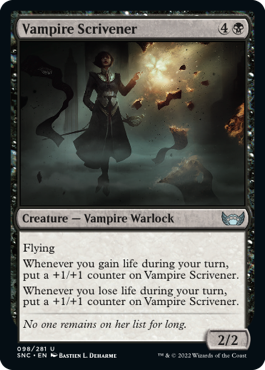 Vampire Scrivener 4
Creature — Vampire Warlock
Flying
Whenever you gain life during your turn,
put a +1/+1 counter on Vampire Scrivener.
Whenever you lose life during your turn,
put a +1/+1 counter on Vampire Scrivener.
No one remains on her list for long.
2/2
098/281 U
SNC • EN Bastien L. Deharme ™ & © 2022 Wizards of the Coast